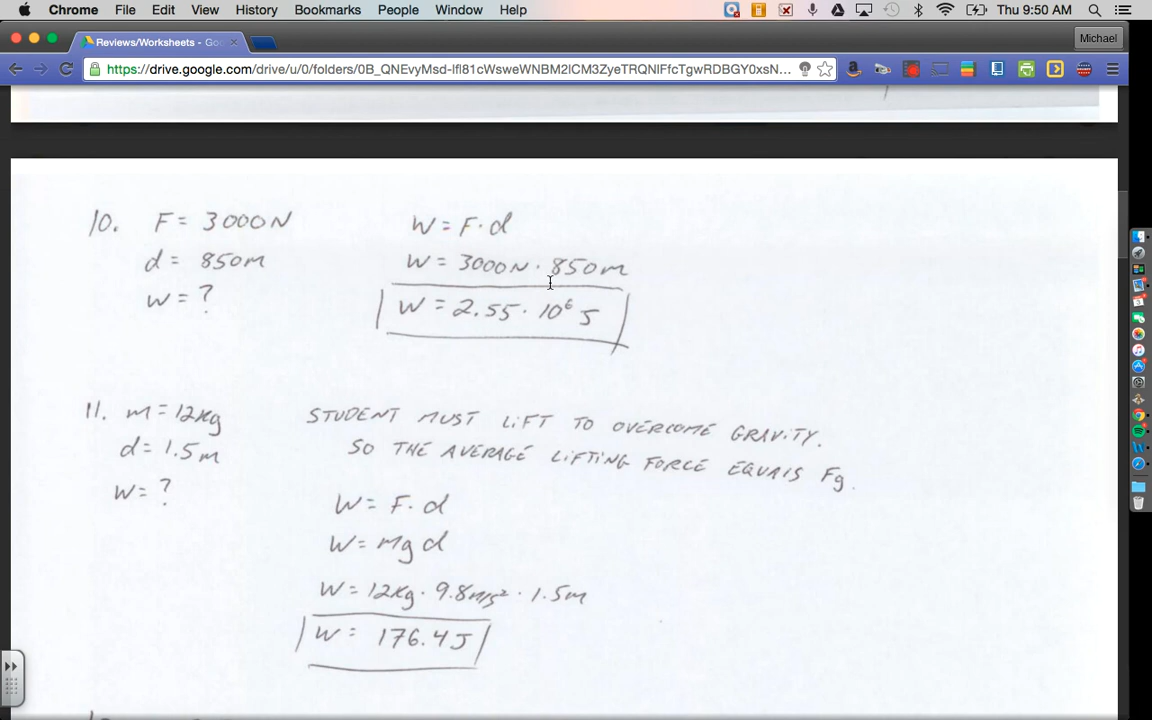 Chrome File Edit View History Bookmarks People Window Help Thu 9:50 AM
Reviews/Worksheets - Go Michael
https://drive.google.com/drive/u/0/folders/0B_QNEvyMsd-lfl81cWsweWNBM2lCM3ZyeTRQNlFfcTgwRDBGY0xsN...
10. F = 3000N W = F·d
d = 850m W = 3000N · 850m
W = ? W = 2.55 · 10⁶ J
11. m = 12kg STUDENT MUST LIFT TO OVERCOME GRAVITY.
d = 1.5m SO THE AVERAGE LIFTING FORCE EQUALS Fg.
W = ?
W = F·d
W = mgd
W = 12kg · 9.8m/s² · 1.5m
W = 176.4J